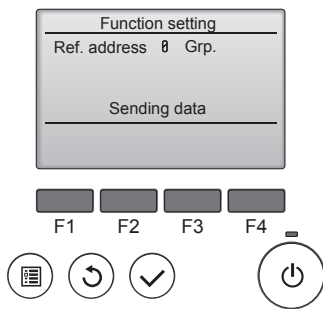 Function setting
Ref. address 0 Grp.
Sending data
F1 F2 F3 F4